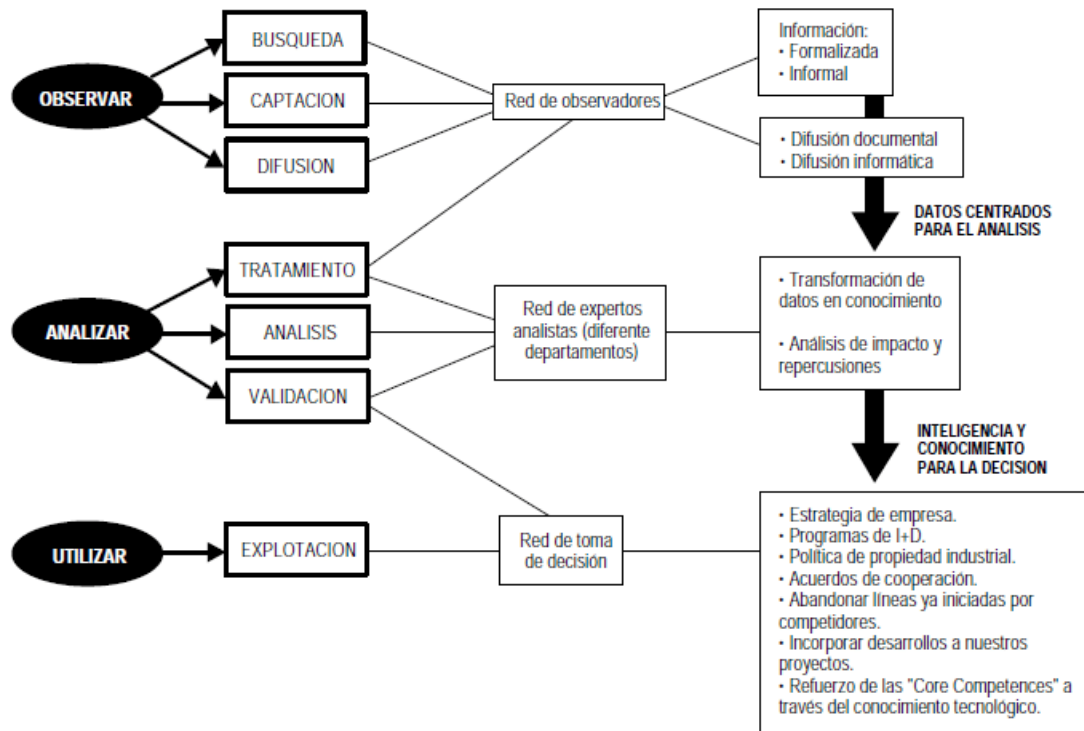 OBSERVAR
BÚSQUEDA
CAPTACION
DIFUSION
Red de observadores
Información:
• Formalizada
• Informal
• Difusión documental
• Difusión informática
DATOS CENTRADOS
PARA EL ANALISIS
ANALIZAR
TRATAMIENTO
ANALISIS
VALIDACION
Red de expertos
analistas (diferente
departamentos)
• Transformación de
datos en conocimiento
• Análisis de impacto y
repercusiones
INTELIGENCIA Y
CONOCIMIENTO
PARA LA DECISION
UTILIZAR
EXPLOTACION
Red de toma
de decisión
• Estrategia de empresa.
• Programas de I+D.
• Política de propiedad industrial.
• Acuerdos de cooperación.
• Abandonar líneas ya iniciadas por
competidores.
• Incorporar desarrollos a nuestros
proyectos.
• Refuerzo de las "Core Competences" a
través del conocimiento tecnológico.